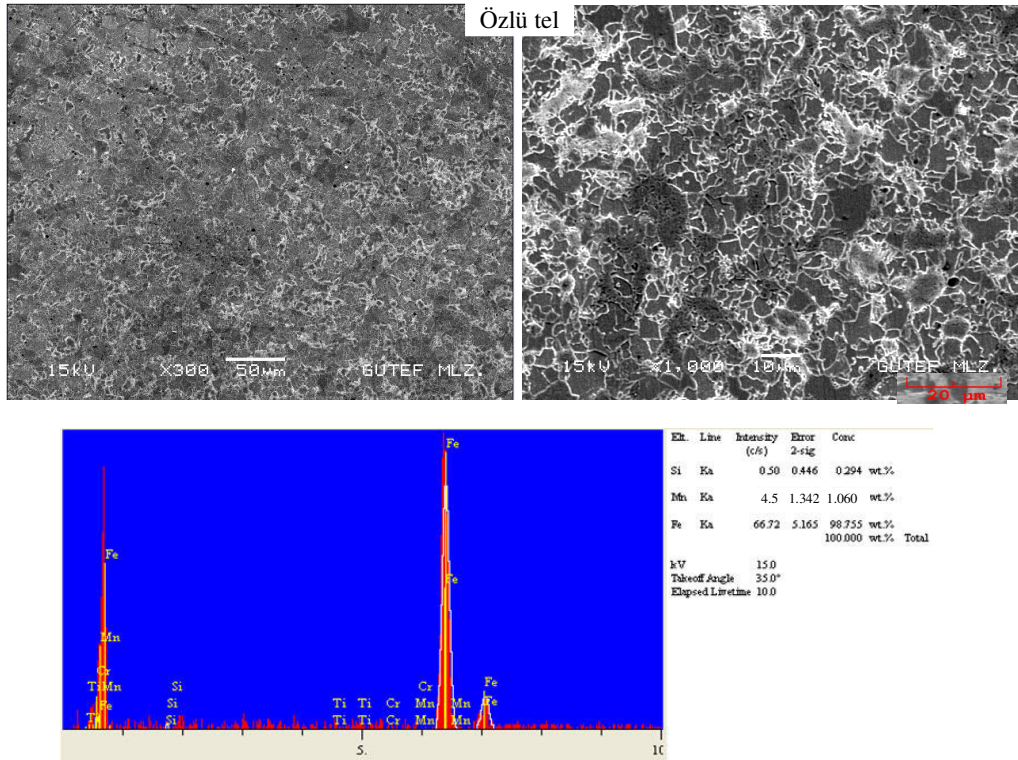 Özlü tel
15kV X300 50µm GUTEF MLZ.
15kV X1,000 10µm GUTEF MLZ.
20 µm
Elt. Line Intensity Error Conc
(c/s) 2-sig
Si Ka 0.50 0.446 0.294 wt.%
Mn Ka 4.5 1.342 1.060 wt.%
Fe Ka 66.72 5.165 98.755 wt.%
100.000 wt.% Total
kV 15.0
Takeoff Angle 35.0°
Elapsed Livetime 10.0
Fe
Fe
Fe
Mn
Cr
Ti Mn
Fe
Ti
Si
Si
Si
Ti Ti Cr Cr
Mn Mn
Ti Ti Cr Mn Mn
Fe
Fe
5. 10